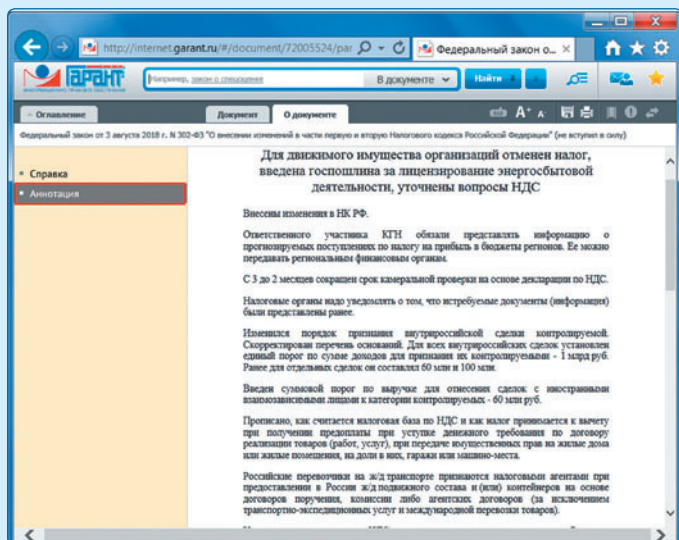 http://internet.garant.ru/#/document/72005524/par
Федеральный закон о...
ГАРАНТ
Например, закон о спецоценке
В документе
Найти
Оглавление
Документ
О документе
Федеральный закон от 3 августа 2018 г. N 302-ФЗ "О внесении изменений в части первую и вторую Налогового кодекса Российской Федерации" (не вступил в силу)
Справка
Аннотация
Для движимого имущества организаций отменен налог,
введена госпошлина за лицензирование энергосбытовой
деятельности, уточнены вопросы НДС
Внесены изменения в НК РФ.
Ответственного участника КГН обязали представлять информацию о
прогнозируемых поступлениях по налогу на прибыль в бюджеты регионов. Ее можно
передавать региональным финансовым органам.
С 3 до 2 месяцев сокращен срок камеральной проверки на основе декларации по НДС.
Налоговые органы надо уведомлять о том, что истребуемые документы (информация)
были представлены ранее.
Изменился порядок признания внутрироссийской сделки контролируемой.
Скорректирован перечень оснований. Для всех внутрироссийских сделок установлен
единый порог по сумме доходов для признания их контролируемыми - 1 млрд руб.
Ранее для отдельных сделок он составлял 60 млн и 100 млн.
Введен суммовой порог по выручке для отнесения сделок с иностранными
взаимозависимыми лицами к категории контролируемых - 60 млн руб.
Прописано, как считается налоговая база по НДС и как налог принимается к вычету
при получении предоплаты при уступке денежного требования по договору
реализации товаров (работ, услуг), при передаче имущественных прав на жилые дома
или жилые помещения, на доли в них, гаражи или машино-места.
Российские перевозчики на ж/д транспорте признаются налоговыми агентами при
предоставлении в России ж/д подвижного состава и (или) контейнеров на основе
договоров поручения, комиссии либо агентских договоров (за исключением
транспортно-экспедиционных услуг и международной перевозки товаров).